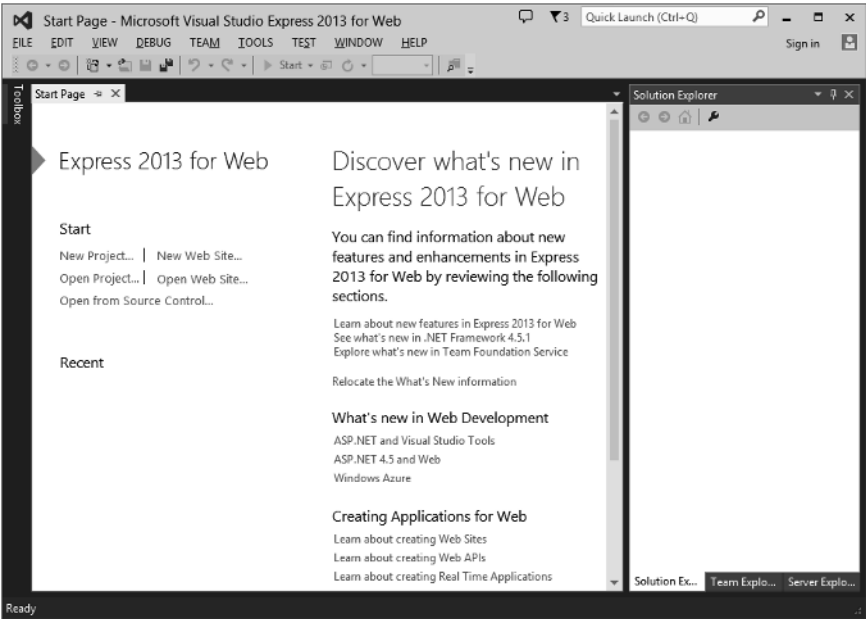 Start Page - Microsoft Visual Studio Express 2013 for Web
3
Quick Launch (Ctrl+Q)
FILE EDIT VIEW DEBUG TEAM TOOLS TEST WINDOW HELP
Sign in
Start
Toolbox
Start Page
Express 2013 for Web
Start
New Project... | New Web Site...
Open Project... | Open Web Site...
Open from Source Control...
Recent
Discover what's new in
Express 2013 for Web
You can find information about new
features and enhancements in Express
2013 for Web by reviewing the following
sections.
Learn about new features in Express 2013 for Web
See what's new in .NET Framework 4.5.1
Explore what's new in Team Foundation Service
Relocate the What's New information
What's new in Web Development
ASP.NET and Visual Studio Tools
ASP.NET 4.5 and Web
Windows Azure
Creating Applications for Web
Learn about creating Web Sites
Learn about creating Web APIs
Learn about creating Real Time Applications
Solution Explorer
Solution Ex... Team Explo... Server Explo...
Ready